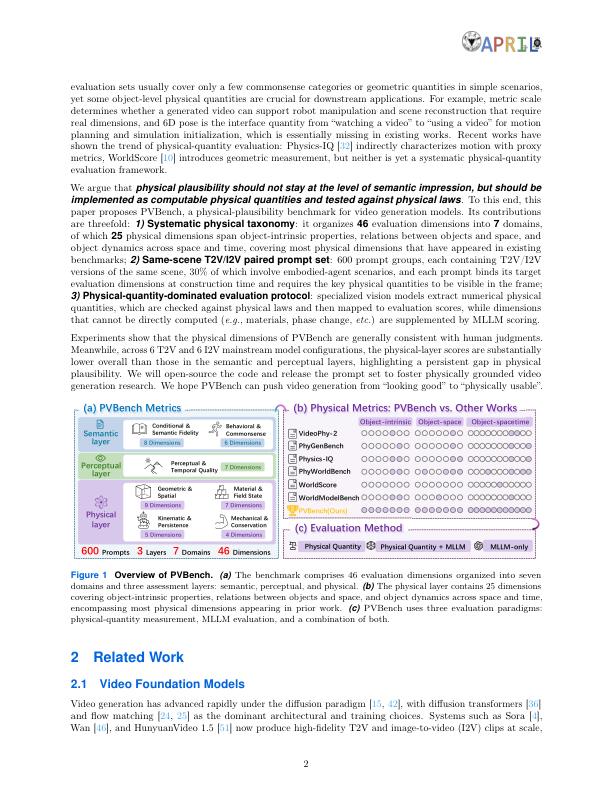 APRIL
evaluation sets usually cover only a few commonsense categories or geometric quantities in simple scenarios,
yet some object-level physical quantities are crucial for downstream applications. For example, metric scale
determines whether a generated video can support robot manipulation and scene reconstruction that require
real dimensions, and 6D pose is the interface quantity from “watching a video” to “using a video” for motion
planning and simulation initialization, which is essentially missing in existing works. Recent works have
shown the trend of physical-quantity evaluation: Physics-IQ [32] indirectly characterizes motion with proxy
metrics, WorldScore [10] introduces geometric measurement, but neither is yet a systematic physical-quantity
evaluation framework.
We argue that physical plausibility should not stay at the level of semantic impression, but should be
implemented as computable physical quantities and tested against physical laws. To this end, this
paper proposes PVBench, a physical-plausibility benchmark for video generation models. Its contributions
are threefold: 1) Systematic physical taxonomy: it organizes 46 evaluation dimensions into 7 domains,
of which 25 physical dimensions span object-intrinsic properties, relations between objects and space, and
object dynamics across space and time, covering most physical dimensions that have appeared in existing
benchmarks; 2) Same-scene T2V/I2V paired prompt set: 600 prompt groups, each containing T2V/I2V
versions of the same scene, 30% of which involve embodied-agent scenarios, and each prompt binds its target
evaluation dimensions at construction time and requires the key physical quantities to be visible in the frame;
3) Physical-quantity-dominated evaluation protocol: specialized vision models extract numerical physical
quantities, which are checked against physical laws and then mapped to evaluation scores, while dimensions
that cannot be directly computed (e.g., materials, phase change, etc.) are supplemented by MLLM scoring.
Experiments show that the physical dimensions of PVBench are generally consistent with human judgments.
Meanwhile, across 6 T2V and 6 I2V mainstream model configurations, the physical-layer scores are substantially
lower overall than those in the semantic and perceptual layers, highlighting a persistent gap in physical
plausibility. We will open-source the code and release the prompt set to foster physically grounded video
generation research. We hope PVBench can push video generation from “looking good” to “physically usable”.
(a) PVBench Metrics
Semantic layer
Conditional & Semantic Fidelity
8 Dimensions
Behavioral & Commonsense
6 Dimensions
Perceptual layer
Perceptual & Temporal Quality
7 Dimensions
Physical layer
Geometric & Spatial
9 Dimensions
Material & Field State
7 Dimensions
Kinematic & Persistence
5 Dimensions
Mechanical & Conservation
4 Dimensions
600 Prompts 3 Layers 7 Domains 46 Dimensions
(b) Physical Metrics: PVBench vs. Other Works
Object-intrinsic Object-space Object-spacetime
VideoPhy-2
PhyGenBench
Physics-IQ
PhyWorldBench
WorldScore
WorldModelBench
PVBench(Ours)
(c) Evaluation Method
Physical Quantity Physical Quantity + MLLM MLLM-only
Figure 1 Overview of PVBench. (a) The benchmark comprises 46 evaluation dimensions organized into seven
domains and three assessment layers: semantic, perceptual, and physical. (b) The physical layer contains 25 dimensions
covering object-intrinsic properties, relations between objects and space, and object dynamics across space and time,
encompassing most physical dimensions appearing in prior work. (c) PVBench uses three evaluation paradigms:
physical-quantity measurement, MLLM evaluation, and a combination of both.
2 Related Work
2.1 Video Foundation Models
Video generation has advanced rapidly under the diffusion paradigm [15, 42], with diffusion transformers [36]
and flow matching [24, 25] as the dominant architectural and training choices. Systems such as Sora [4],
Wan [46], and HunyuanVideo 1.5 [51] now produce high-fidelity T2V and image-to-video (I2V) clips at scale,
2